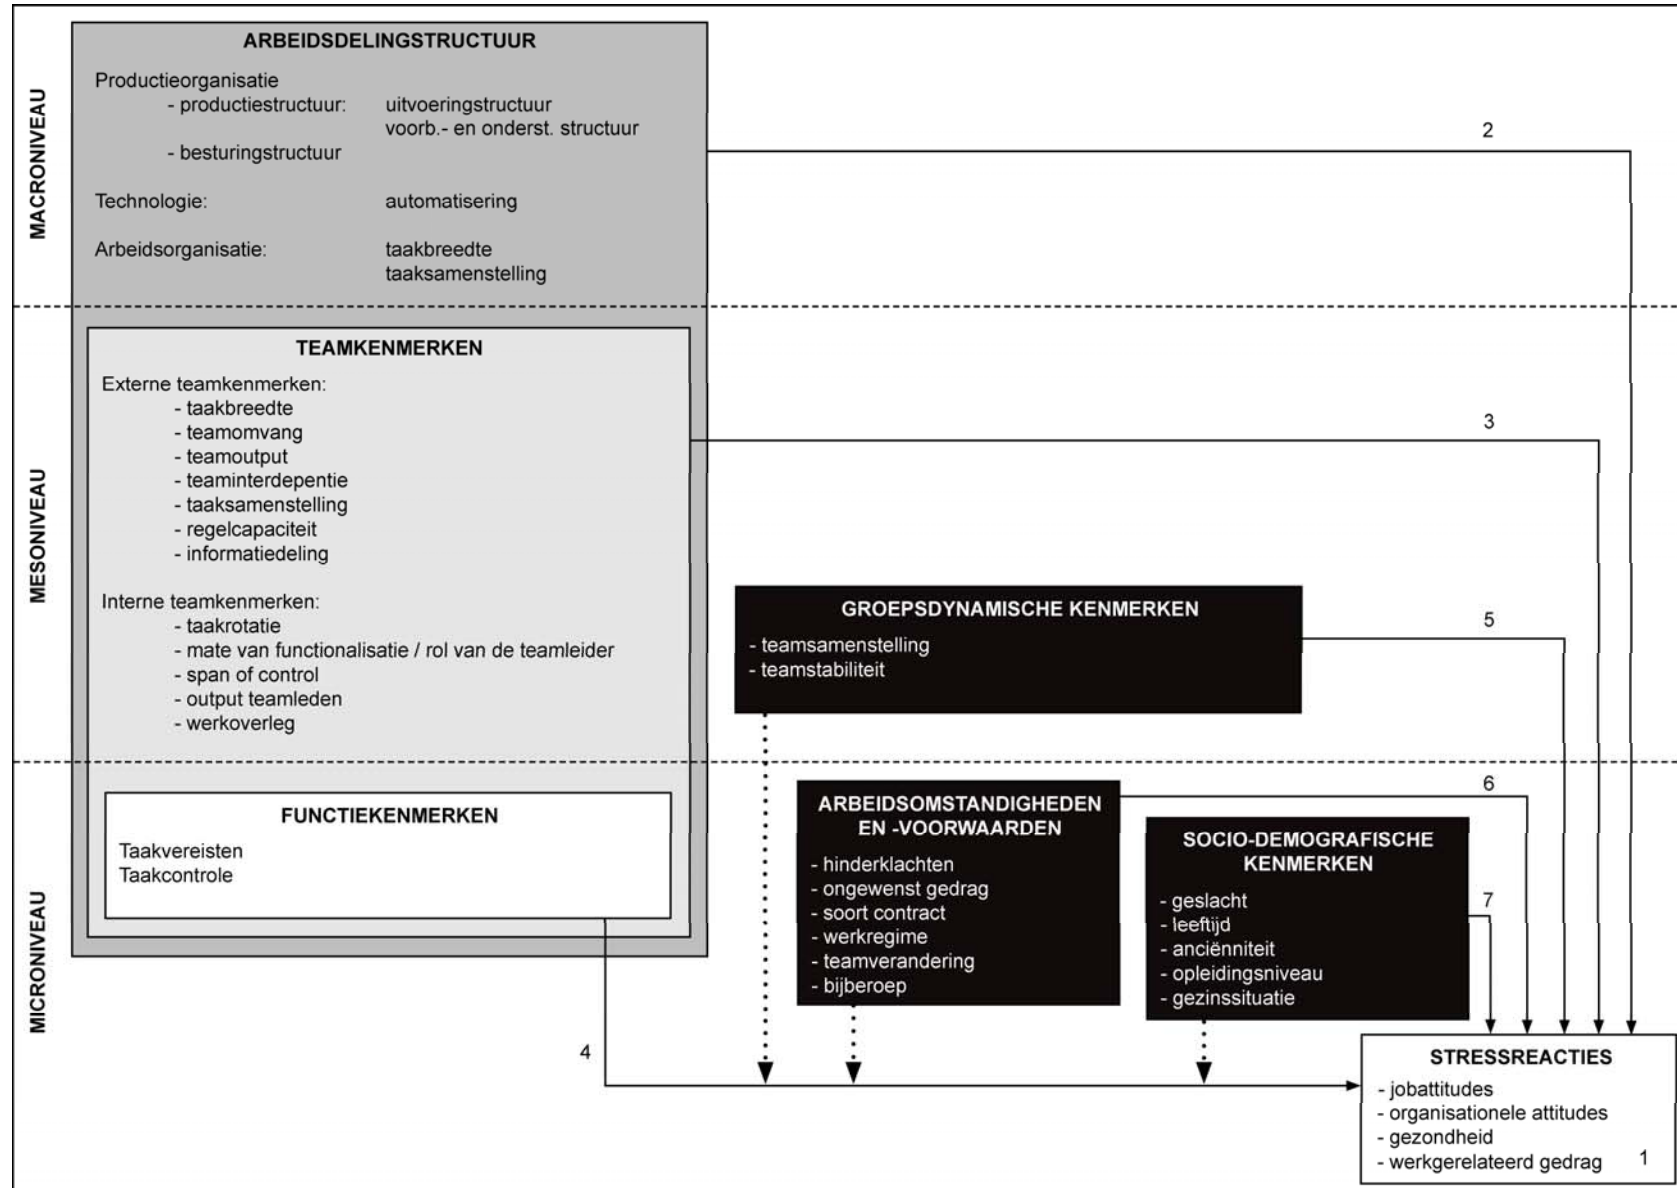 MACRONIVEAU
ARBEIDSDELINGSTRUCTUUR
Productieorganisatie
- productiestructuur: uitvoeringstructuur
voorb.- en onderst. structuur
- besturingstructuur
Technologie: automatisering
Arbeidsorganisatie: taakbreedte
taaksamenstelling
2
MESONIVEAU
TEAMKENMERKEN
Externe teamkenmerken:
- taakbreedte
- teamomvang
- teamoutput
- teaminterdepentie
- taaksamenstelling
- regelcapaciteit
- informatiedeling
Interne teamkenmerken:
- taakrotatie
- mate van functionalisatie / rol van de teamleider
- span of control
- output teamleden
- werkoverleg
3
GROEPSDYNAMISCHE KENMERKEN
- teamsamenstelling
- teamstabiliteit
5
MICRONIVEAU
FUNCTIEKENMERKEN
Taakvereisten
Taakcontrole
4
ARBEIDSOMSTANDIGHEDEN
EN -VOORWAARDEN
- hinderklachten
- ongewenst gedrag
- soort contract
- werkregime
- teamverandering
- bijberoep
6
SOCIO-DEMOGRAFISCHE
KENMERKEN
- geslacht
- leeftijd
- anciënniteit
- opleidingsniveau
- gezinssituatie
7
STRESSREACTIES
- jobattitudes
- organisationele attitudes
- gezondheid
- werkgerelateerd gedrag 1